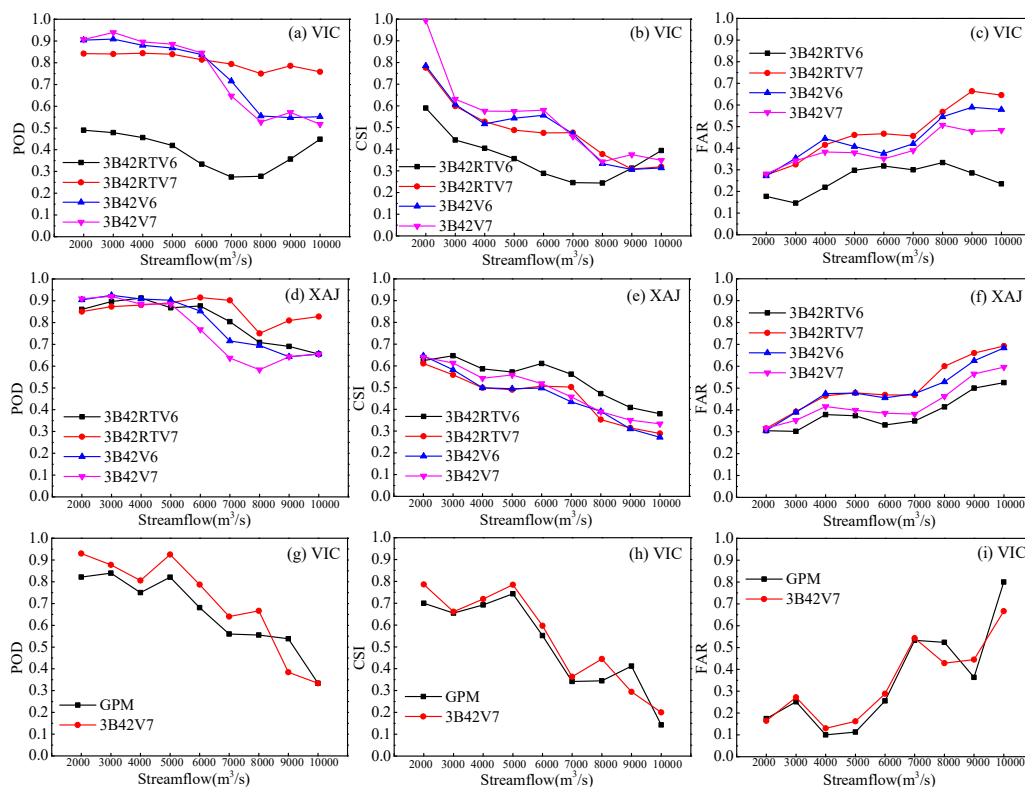 (a) VIC
POD
1.0
0.9
0.8
0.7
0.6
0.5
0.4
0.3
0.2
0.1
0.0
3B42RTV6
3B42RTV7
3B42V6
3B42V7
2000 3000 4000 5000 6000 7000 8000 9000 10000
Streamflow(m³/s)
(b) VIC
CSI
1.0
0.9
0.8
0.7
0.6
0.5
0.4
0.3
0.2
0.1
0.0
3B42RTV6
3B42RTV7
3B42V6
3B42V7
2000 3000 4000 5000 6000 7000 8000 9000 10000
Streamflow(m³/s)
(c) VIC
FAR
1.0
0.9
0.8
0.7
0.6
0.5
0.4
0.3
0.2
0.1
0.0
3B42RTV6
3B42RTV7
3B42V6
3B42V7
2000 3000 4000 5000 6000 7000 8000 9000 10000
Streamflow(m³/s)
(d) XAJ
POD
1.0
0.9
0.8
0.7
0.6
0.5
0.4
0.3
0.2
0.1
0.0
3B42RTV6
3B42RTV7
3B42V6
3B42V7
2000 3000 4000 5000 6000 7000 8000 9000 10000
Streamflow(m³/s)
(e) XAJ
CSI
1.0
0.9
0.8
0.7
0.6
0.5
0.4
0.3
0.2
0.1
0.0
3B42RTV6
3B42RTV7
3B42V6
3B42V7
2000 3000 4000 5000 6000 7000 8000 9000 10000
Streamflow(m³/s)
(f) XAJ
FAR
1.0
0.9
0.8
0.7
0.6
0.5
0.4
0.3
0.2
0.1
0.0
3B42RTV6
3B42RTV7
3B42V6
3B42V7
2000 3000 4000 5000 6000 7000 8000 9000 10000
Streamflow(m³/s)
(g) VIC
POD
1.0
0.9
0.8
0.7
0.6
0.5
0.4
0.3
0.2
0.1
0.0
GPM
3B42V7
2000 3000 4000 5000 6000 7000 8000 9000 10000
Streamflow(m³/s)
(h) VIC
CSI
1.0
0.9
0.8
0.7
0.6
0.5
0.4
0.3
0.2
0.1
0.0
GPM
3B42V7
2000 3000 4000 5000 6000 7000 8000 9000 10000
Streamflow(m³/s)
(i) VIC
FAR
1.0
0.9
0.8
0.7
0.6
0.5
0.4
0.3
0.2
0.1
0.0
GPM
3B42V7
2000 3000 4000 5000 6000 7000 8000 9000 10000
Streamflow(m³/s)